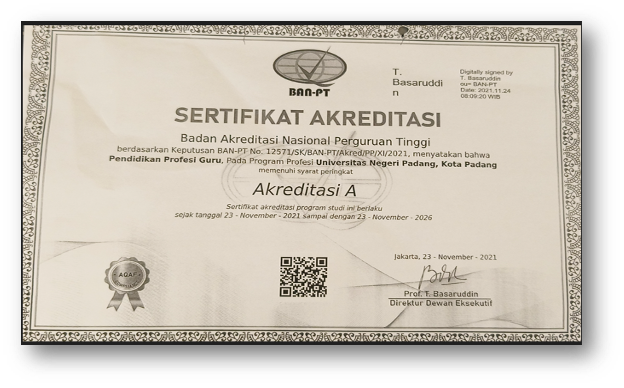 BAN-PT
T.
Basaruddi
n
Digitally signed by
T. Basaruddin
ou= BAN-PT
Date: 2021.11.24
08:09:20 WIB
SERTIFIKAT AKREDITASI
Badan Akreditasi Nasional Perguruan Tinggi
berdasarkan Keputusan BAN-PT No. 12571/SK/BAN-PT/Akred/PP/XI/2021, menyatakan bahwa
Pendidikan Profesi Guru, Pada Program Profesi Universitas Negeri Padang, Kota Padang
memenuhi syarat peringkat
Akreditasi A
Sertifikat akreditasi program studi ini berlaku
sejak tanggal 23 - November - 2021 sampai dengan 23 - November - 2026
Jakarta, 23 - November - 2021
AQAF
Prof. T. Basaruddin
Direktur Dewan Eksekutif